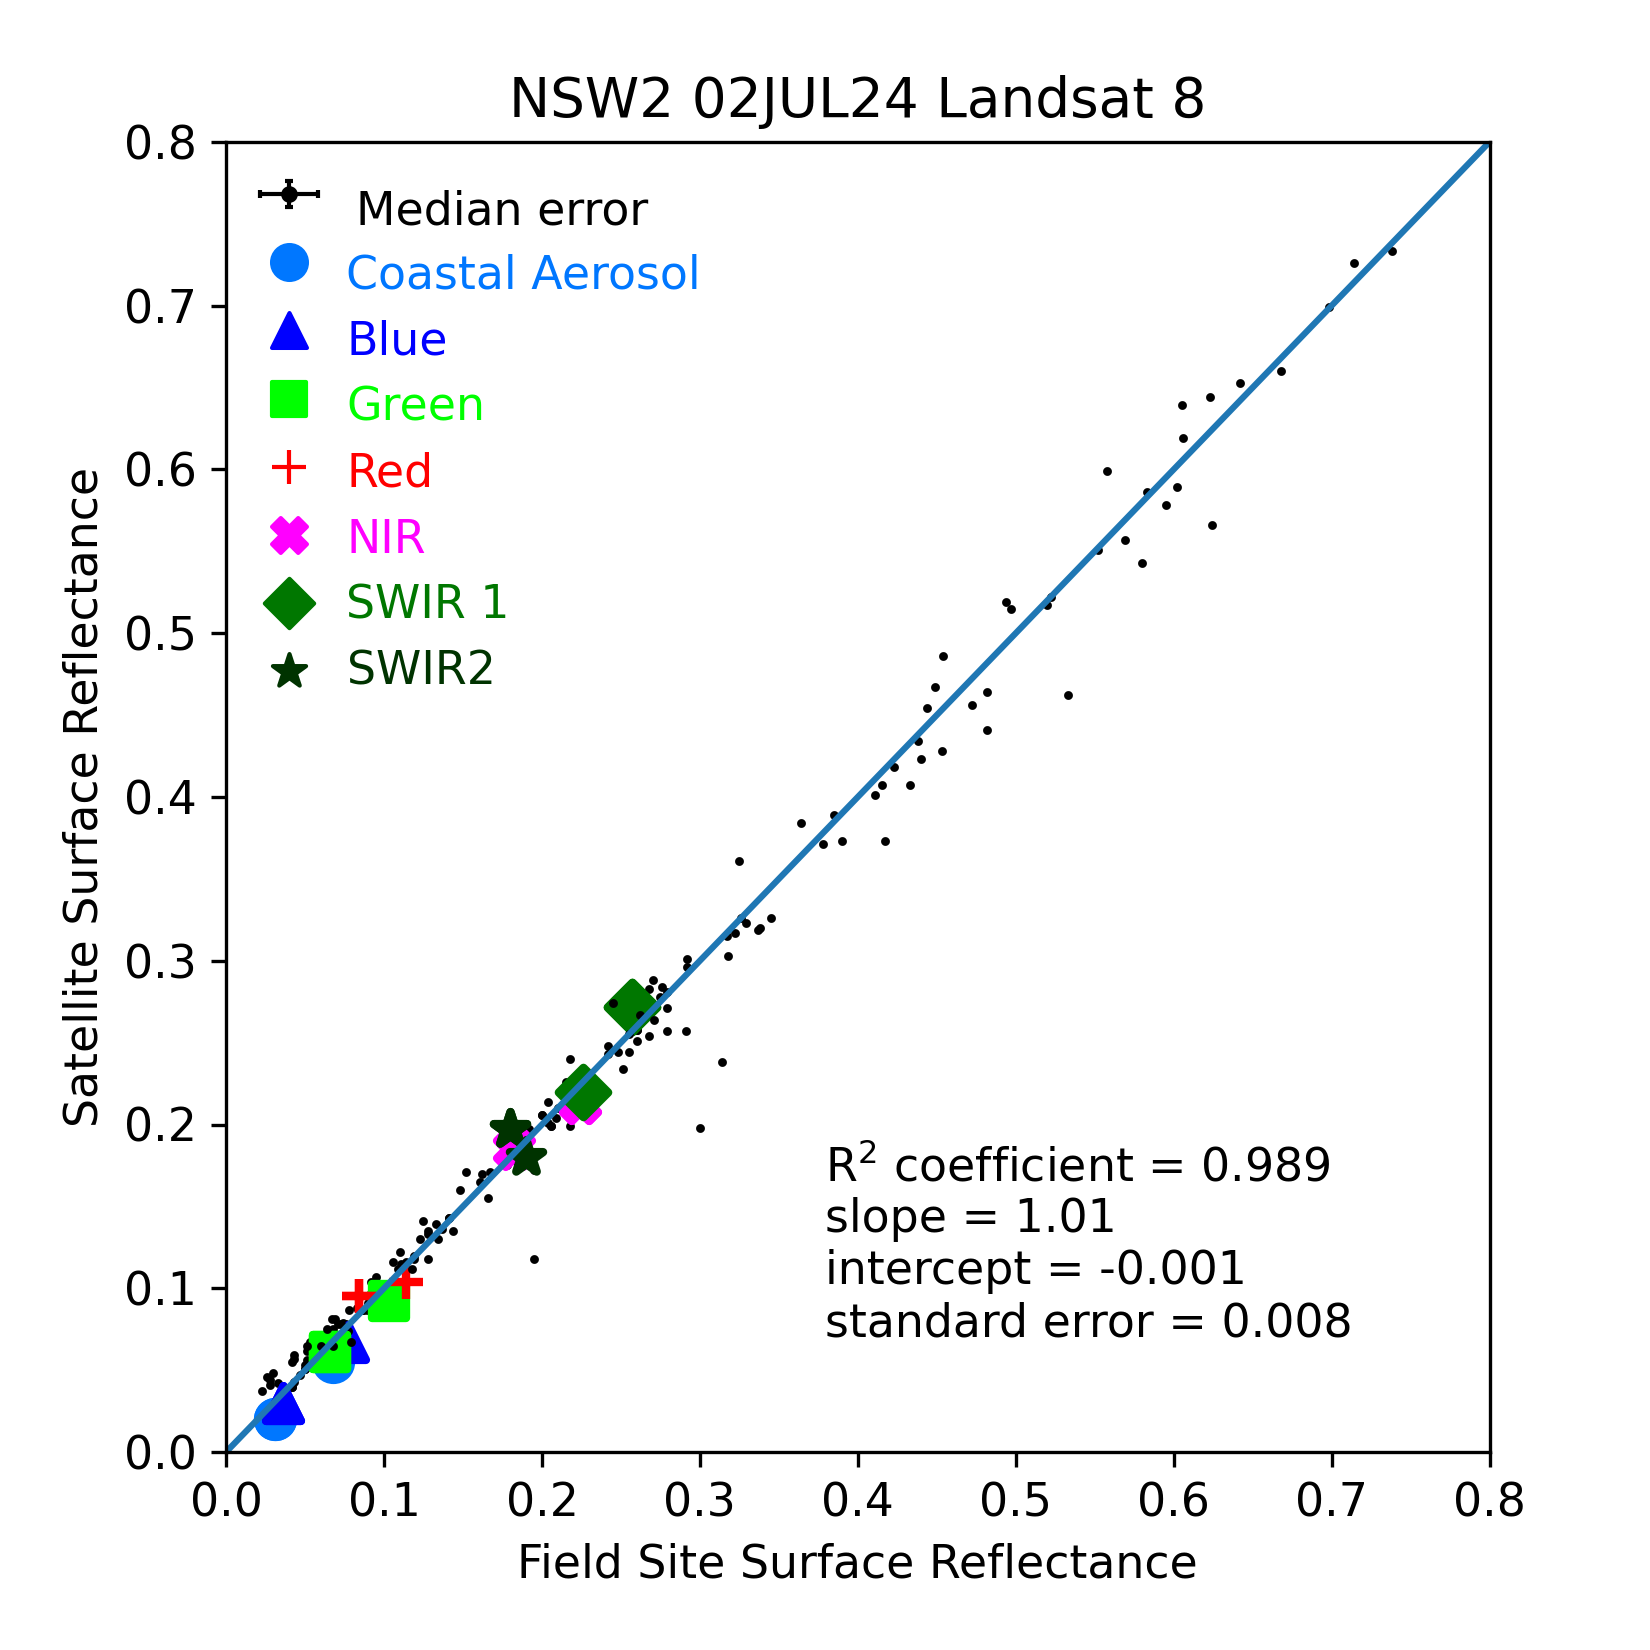 NSW2 02JUL24 Landsat 8
0.8
0.7
0.6
0.5
0.4
0.3
0.2
0.1
0.0
Satellite Surface Reflectance
Median error
Coastal Aerosol
Blue
Green
Red
NIR
SWIR 1
SWIR2
R² coefficient = 0.989
slope = 1.01
intercept = -0.001
standard error = 0.008
0.0 0.1 0.2 0.3 0.4 0.5 0.6 0.7 0.8
Field Site Surface Reflectance